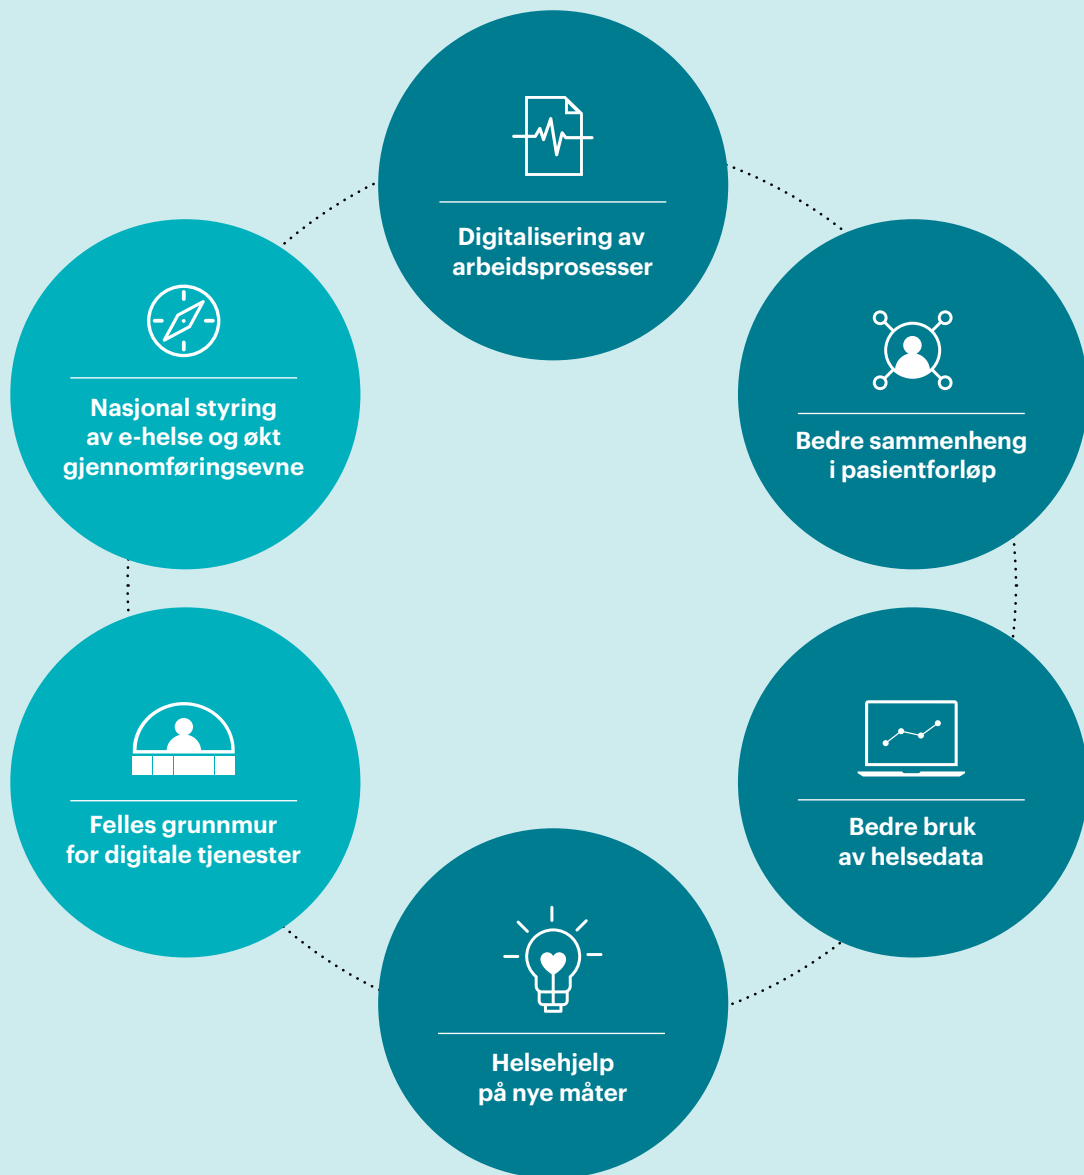 Digitalisering av
arbeidsprosesser
Bedre sammenheng
i pasientforløp
Bedre bruk
av helsedata
Helsehjelp
på nye måter
Felles grunnmur
for digitale tjenester
Nasjonal styring
av e-helse og økt
gjennomføringsevne